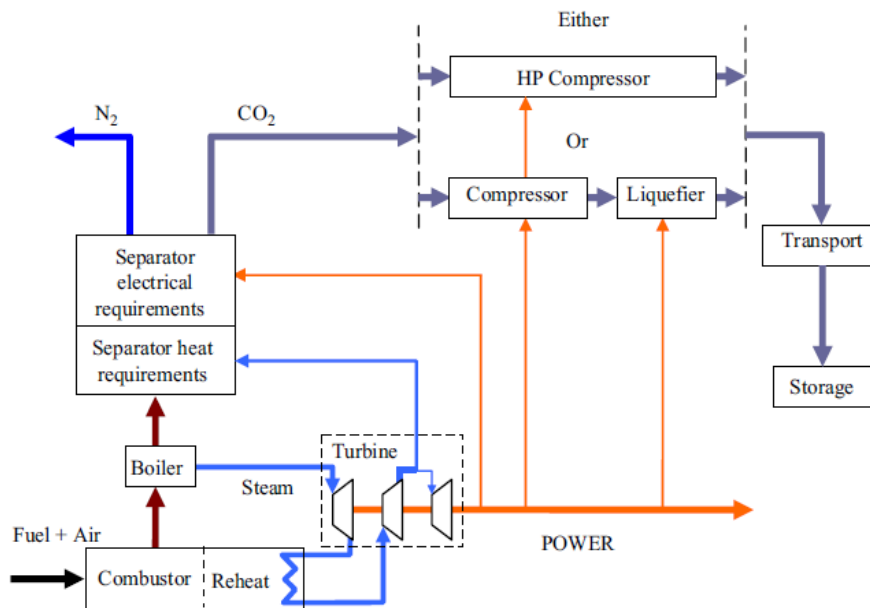 Either
HP Compressor
N2
CO2
Or
Compressor
Liquefier
Transport
Separator
electrical
requirements
Separator heat
requirements
Storage
Turbine
Boiler
Steam
Fuel + Air
POWER
Combustor
Reheat